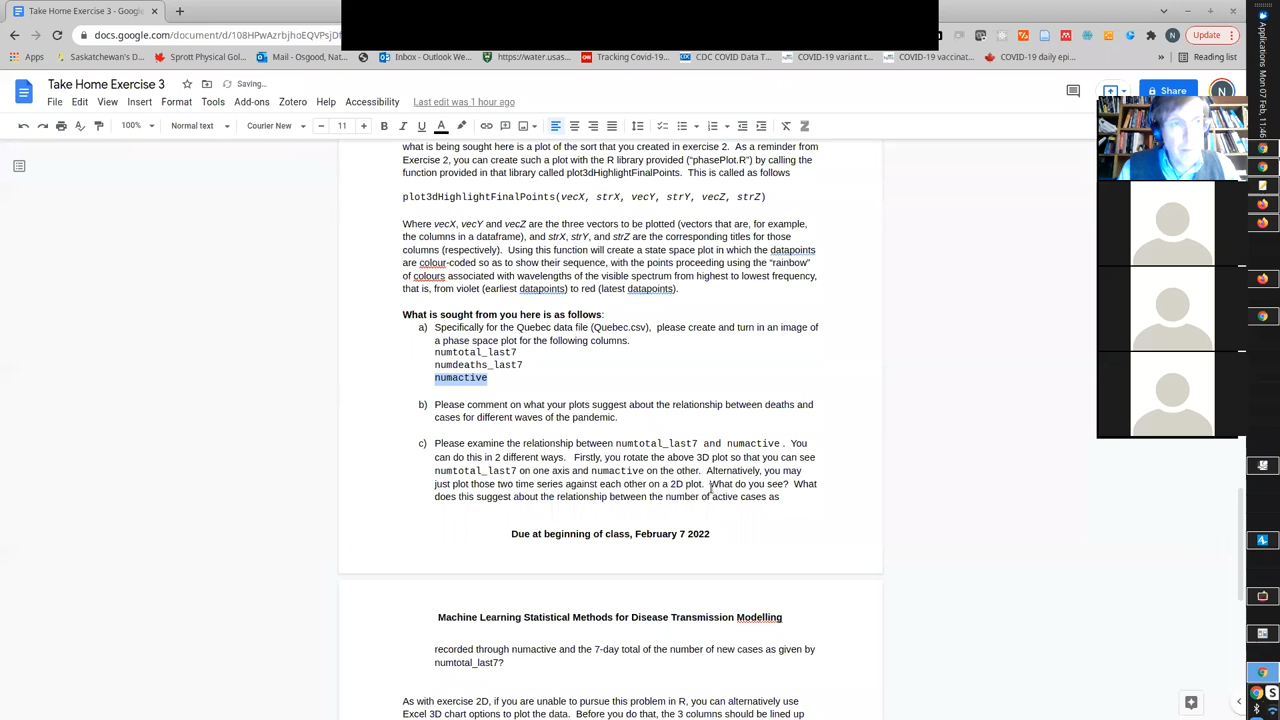 Take Home Exercise 3
docs.google.com/document/d/108HPwAzrbjhoEQVPsjDf
Update
Apps
Saskatchewan's D...
Sprott Physical Go...
Mail - Osgood, Nat...
Inbox - Outlook We...
https://water.usas...
Tracking Covid-19...
CDC COVID Data T...
COVID-19 variant t...
COVID-19 vaccinat...
COVID-19 daily epi...
Reading list
Applications Mon 07 Feb, 11:46
Take Home Exercise 3
Saving...
File Edit View Insert Format Tools Add-ons Zotero Help Accessibility
Last edit was 1 hour ago
Share
N
100% Normal text Courier New 11
what is being sought here is a plot of the sort that you created in exercise 2. As a reminder from
Exercise 2, you can create such a plot with the R library provided ("phasePlot.R") by calling the
function provided in that library called plot3dHighlightFinalPoints. This is called as follows
plot3dHighlightFinalPoints(vecX, strX, vecY, strY, vecZ, strZ)
Where vecX, vecY and vecZ are the three vectors to be plotted (vectors that are, for example,
the columns in a dataframe), and strX, strY, and strZ are the corresponding titles for those
columns (respectively). Using this function will create a state space plot in which the datapoints
are colour-coded so as to show their sequence, with the points proceeding using the "rainbow"
of colours associated with wavelengths of the visible spectrum from highest to lowest frequency,
that is, from violet (earliest datapoints) to red (latest datapoints).
What is sought from you here is as follows:
a) Specifically for the Quebec data file (Quebec.csv), please create and turn in an image of
a phase space plot for the following columns.
numtotal_last7
numdeaths_last7
numactive
b) Please comment on what your plots suggest about the relationship between deaths and
cases for different waves of the pandemic.
c) Please examine the relationship between numtotal_last7 and numactive . You
can do this in 2 different ways. Firstly, you rotate the above 3D plot so that you can see
numtotal_last7 on one axis and numactive on the other. Alternatively, you may
just plot those two time series against each other on a 2D plot. What do you see? What
does this suggest about the relationship between the number of active cases as
Due at beginning of class, February 7 2022
Machine Learning Statistical Methods for Disease Transmission Modelling
recorded through numactive and the 7-day total of the number of new cases as given by
numtotal_last7?
As with exercise 2D, if you are unable to pursue this problem in R, you can alternatively use
Excel 3D chart options to plot the data. Before you do that, the 3 columns should be lined up